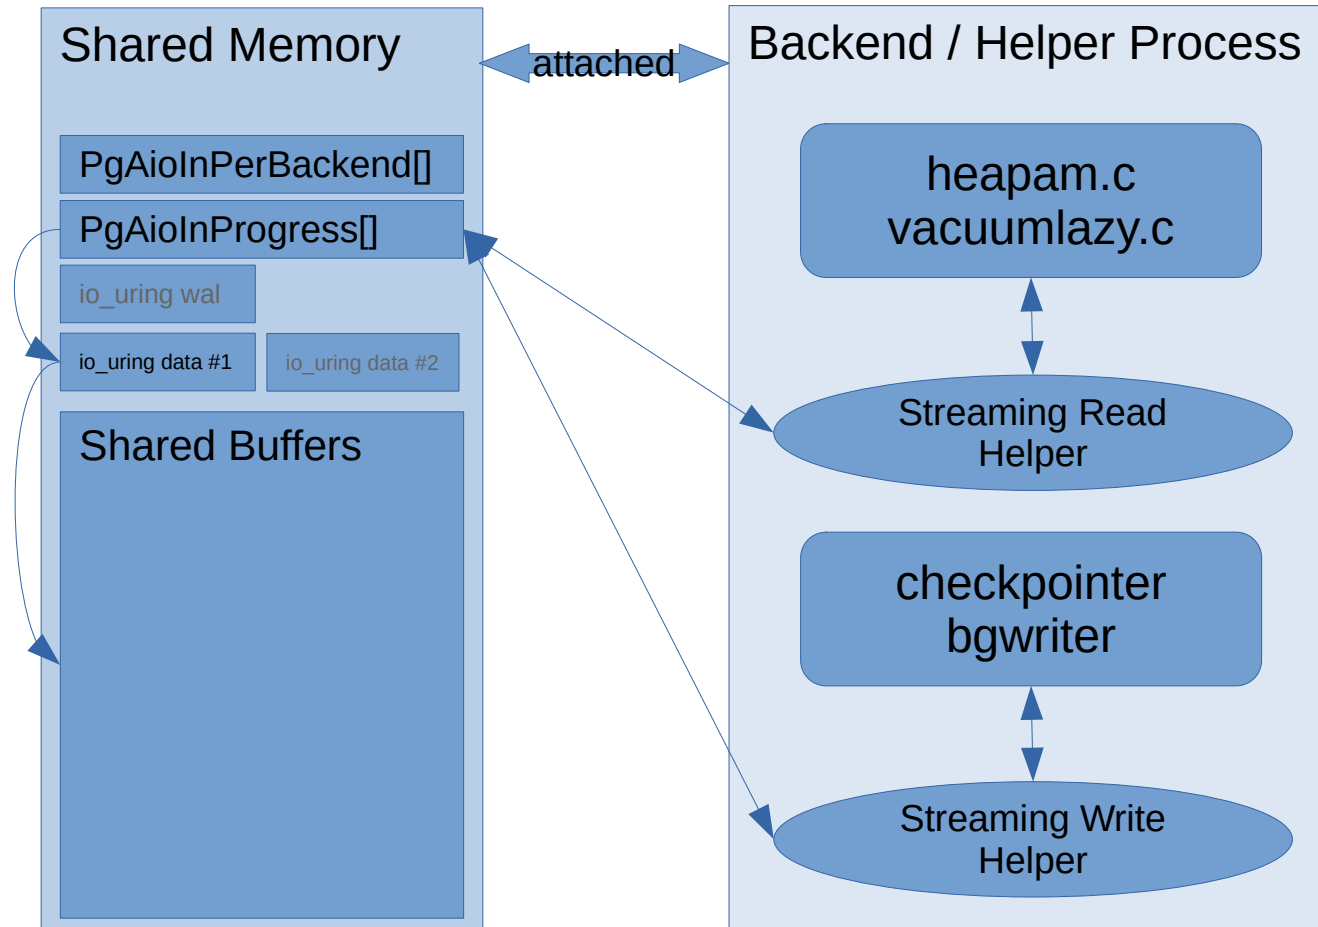 Shared Memory
attached
Backend / Helper Process
PgAioInPerBackend[]
PgAioInProgress[]
io_uring wal
io_uring data #1
io_uring data #2
Shared Buffers
heapam.c
vacuumlazy.c
Streaming Read
Helper
checkpointer
bgwriter
Streaming Write
Helper